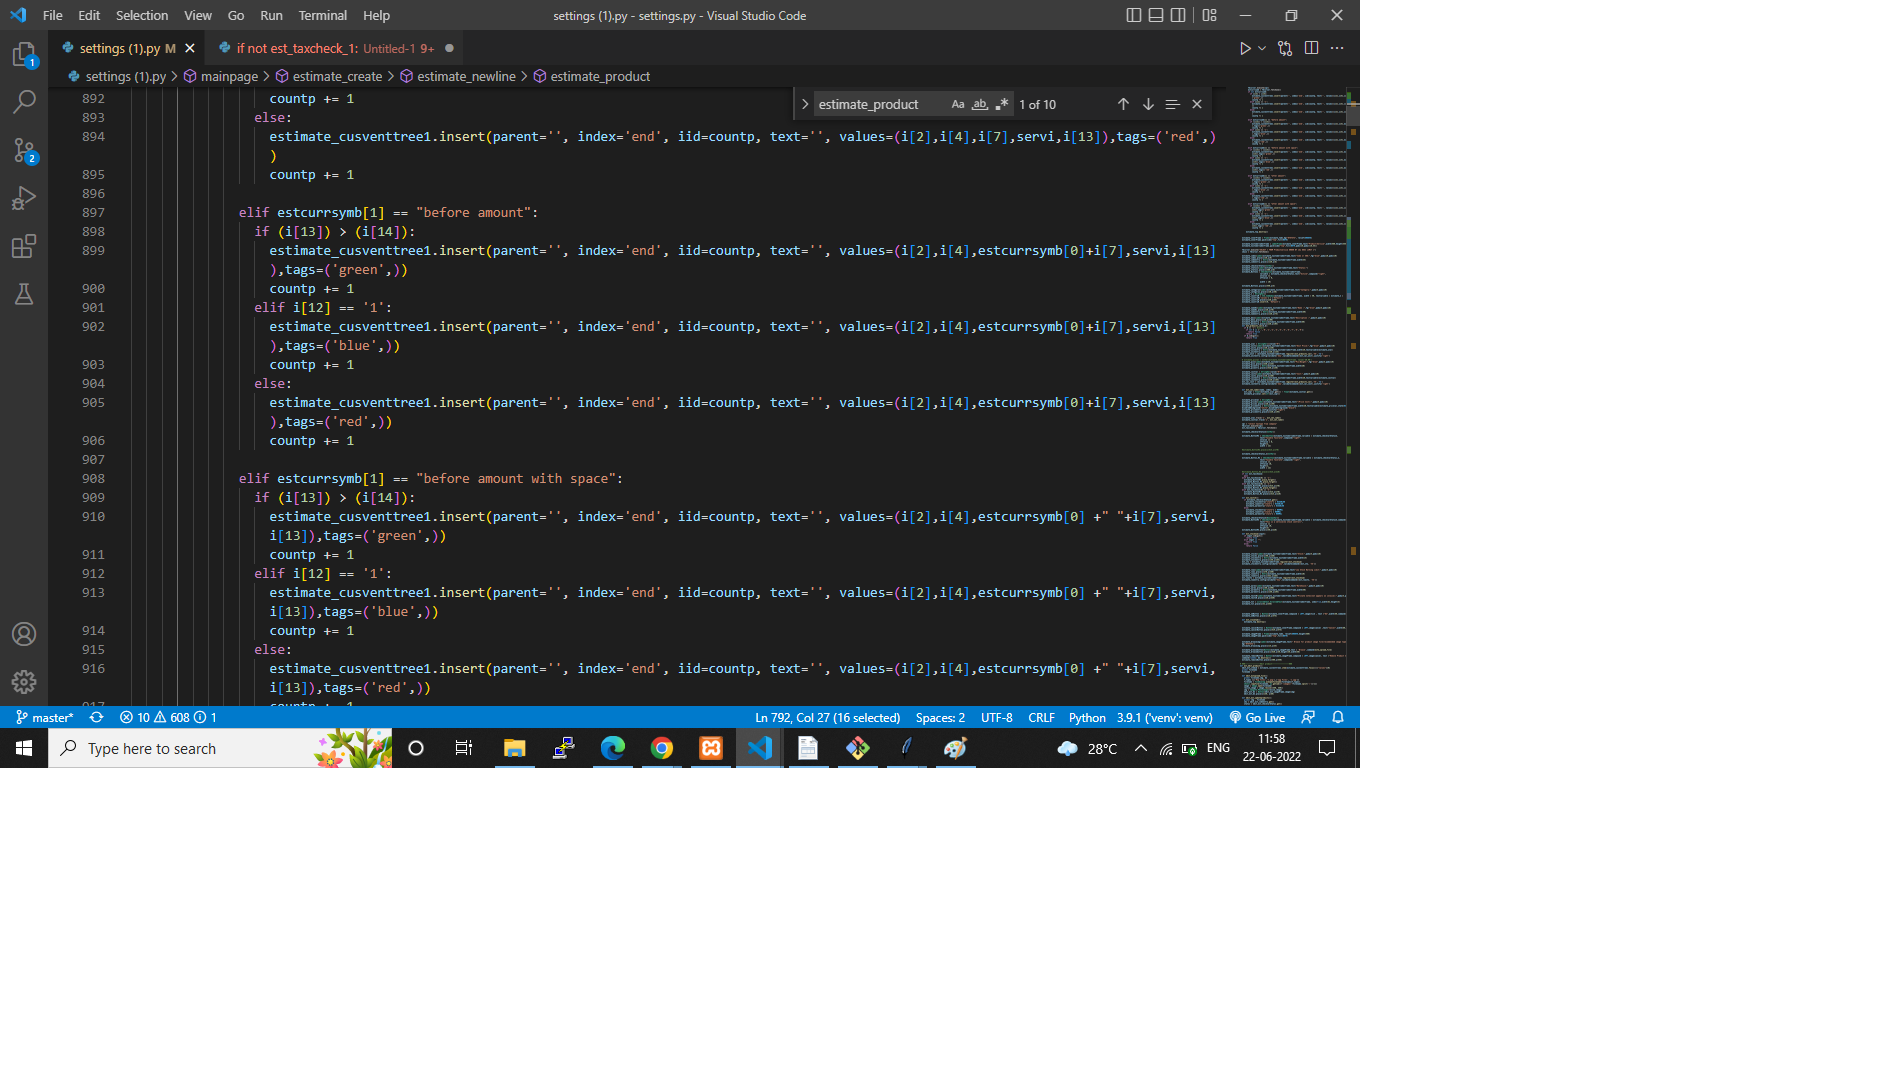 File Edit Selection View Go Run Terminal Help settings (1).py - settings.py - Visual Studio Code
1 settings (1).py M if not est_taxcheck_1: Untitled-1 9+
settings (1).py > mainpage > estimate_create > estimate_newline > estimate_product
estimate_product Aa ab 1 of 10
892 countp += 1
893 else:
894 estimate_cusventtree1.insert(parent='', index='end', iid=countp, text='', values=(i[2],i[4],i[7],servi,i[13]),tags=('red',)
)
895 countp += 1
896
897 elif estcurrsymb[1] == "before amount":
898 if (i[13]) > (i[14]):
899 estimate_cusventtree1.insert(parent='', index='end', iid=countp, text='', values=(i[2],i[4],estcurrsymb[0]+i[7],servi,i[13]
),tags=('green',))
900 countp += 1
901 elif i[12] == '1':
902 estimate_cusventtree1.insert(parent='', index='end', iid=countp, text='', values=(i[2],i[4],estcurrsymb[0]+i[7],servi,i[13]
),tags=('blue',))
903 countp += 1
904 else:
905 estimate_cusventtree1.insert(parent='', index='end', iid=countp, text='', values=(i[2],i[4],estcurrsymb[0]+i[7],servi,i[13]
),tags=('red',))
906 countp += 1
907
908 elif estcurrsymb[1] == "before amount with space":
909 if (i[13]) > (i[14]):
910 estimate_cusventtree1.insert(parent='', index='end', iid=countp, text='', values=(i[2],i[4],estcurrsymb[0] +" "+i[7],servi,
i[13]),tags=('green',))
911 countp += 1
912 elif i[12] == '1':
913 estimate_cusventtree1.insert(parent='', index='end', iid=countp, text='', values=(i[2],i[4],estcurrsymb[0] +" "+i[7],servi,
i[13]),tags=('blue',))
914 countp += 1
915 else:
916 estimate_cusventtree1.insert(parent='', index='end', iid=countp, text='', values=(i[2],i[4],estcurrsymb[0] +" "+i[7],servi,
i[13]),tags=('red',))
917 countp += 1
2
master* 10 608 1 Ln 792, Col 27 (16 selected) Spaces: 2 UTF-8 CRLF Python 3.9.1 ('venv': venv) Go Live
Type here to search 28°C ENG 11:58
22-06-2022